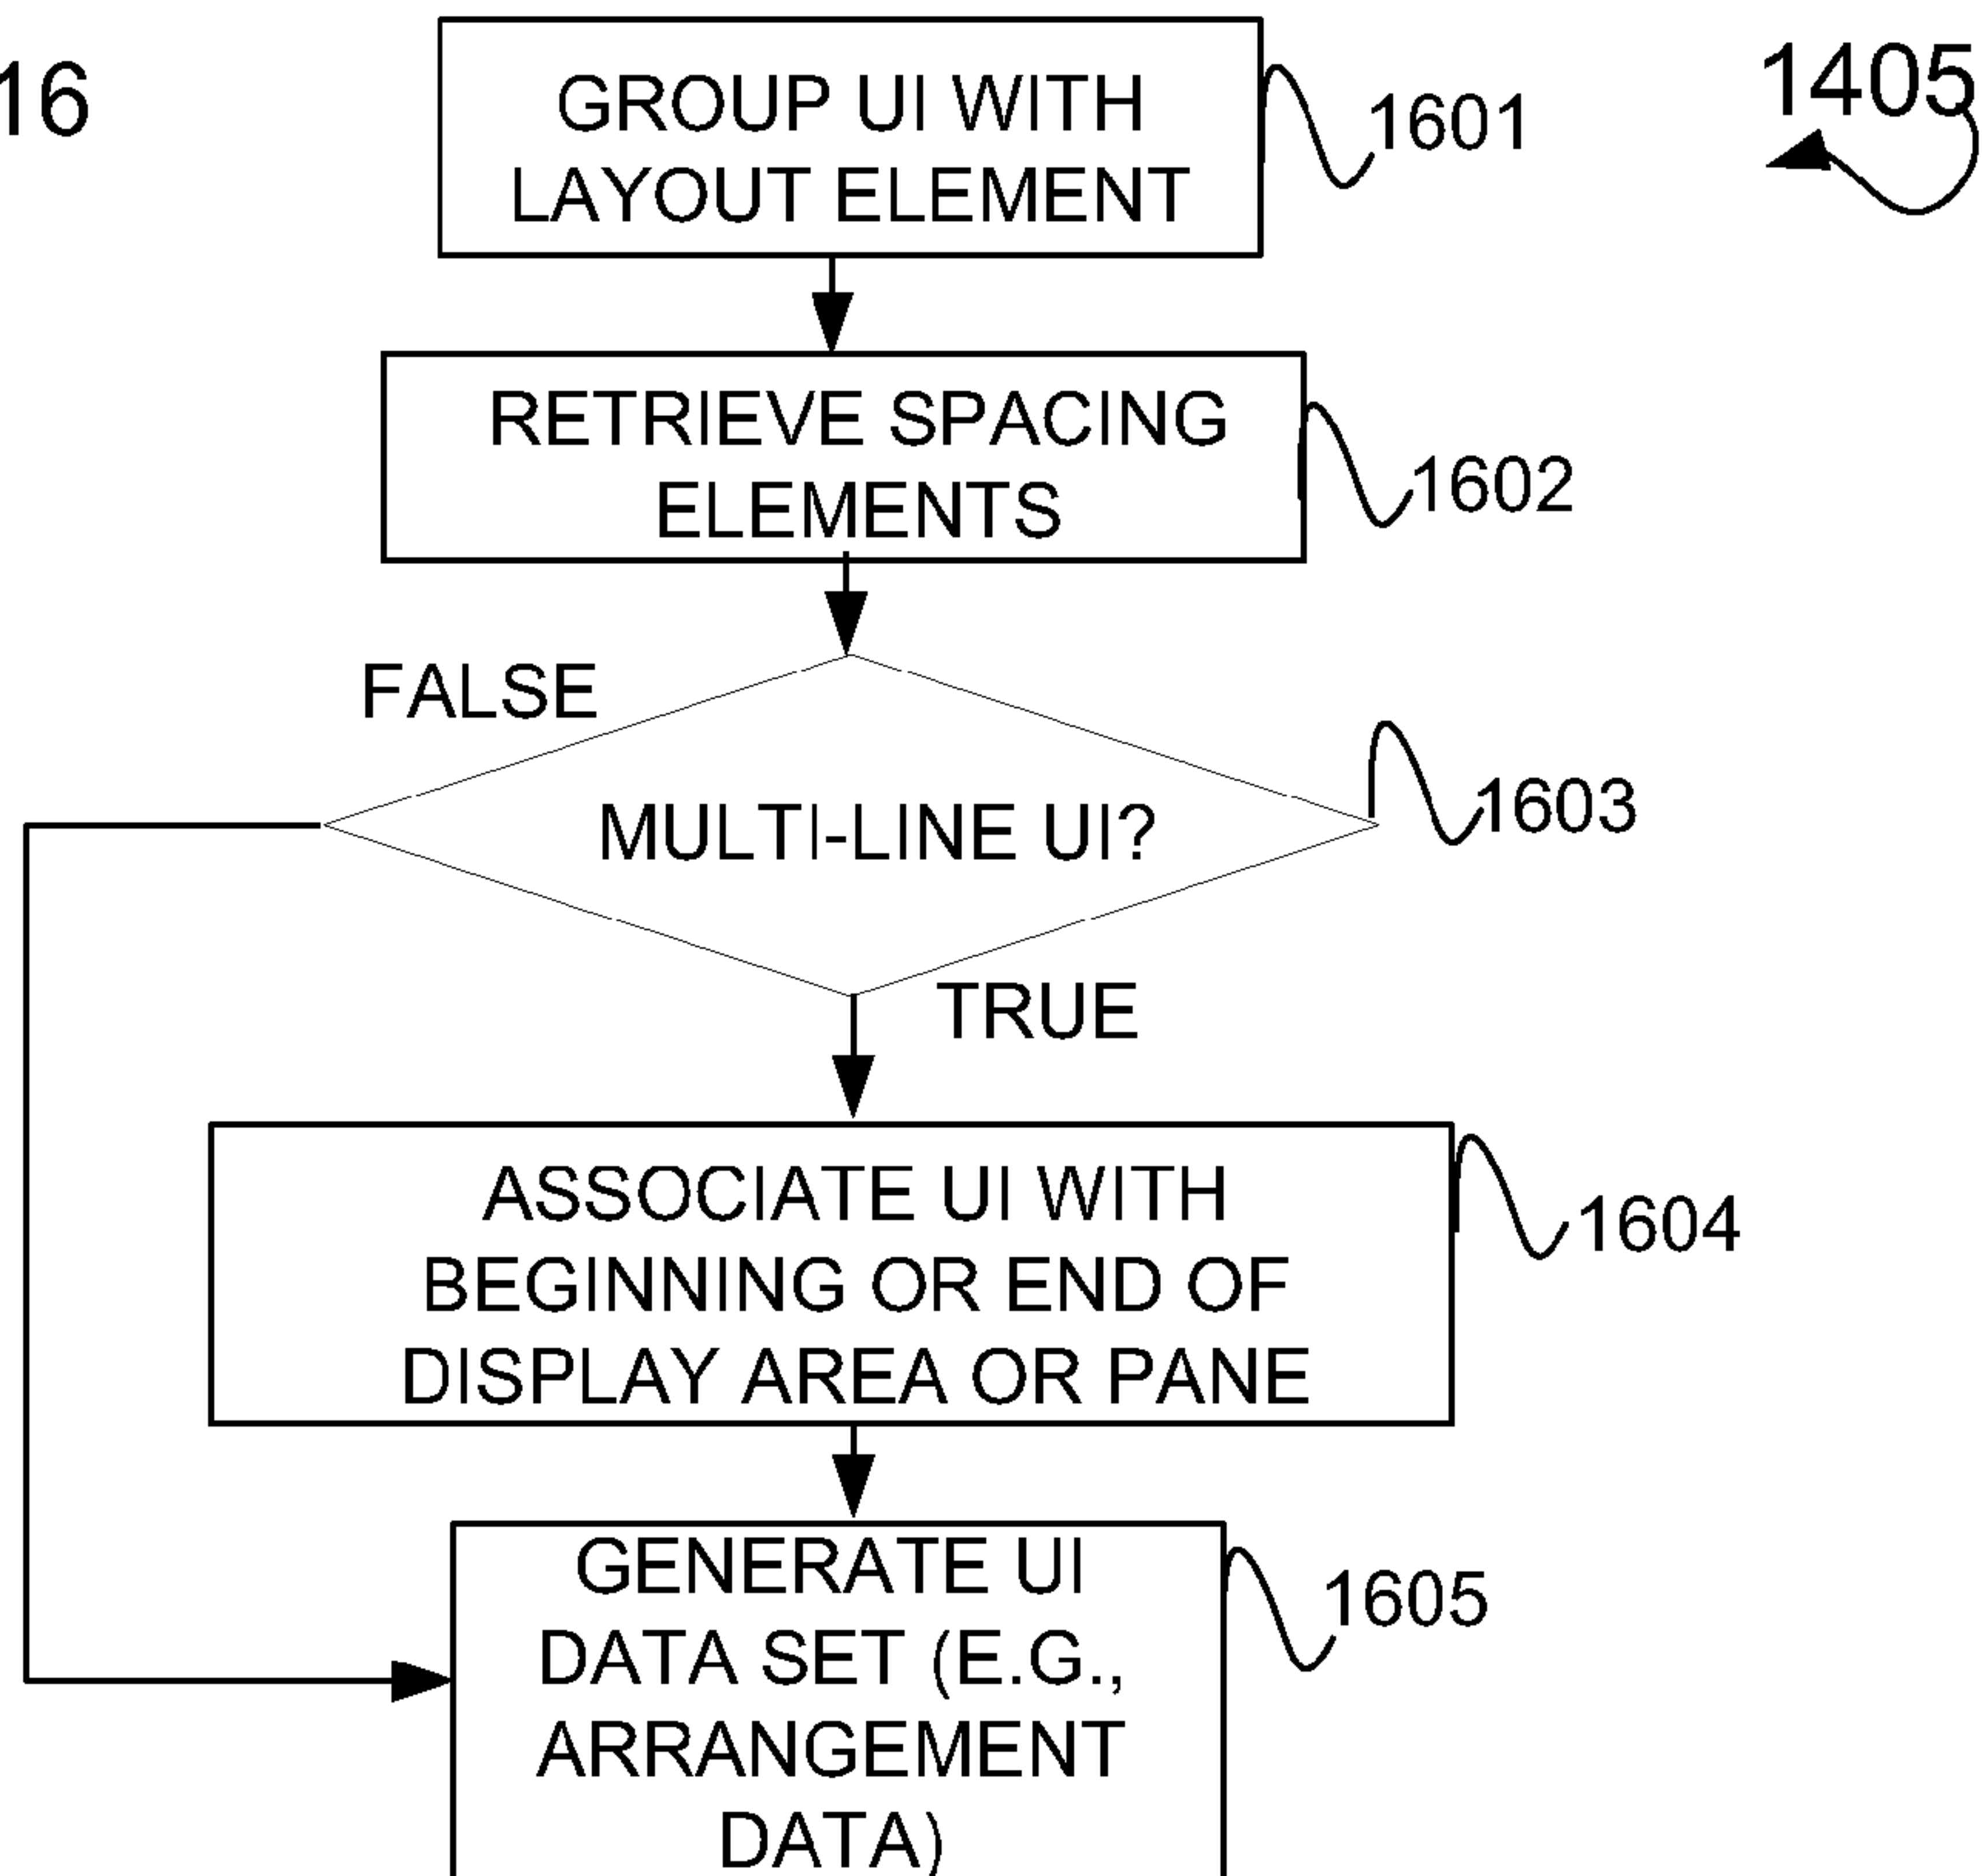 16
1405
GROUP UI WITH
LAYOUT ELEMENT
1601
RETRIEVE SPACING
ELEMENTS
1602
FALSE
MULTI-LINE UI?
1603
TRUE
ASSOCIATE UI WITH
BEGINNING OR END OF
DISPLAY AREA OR PANE
1604
GENERATE UI
DATA SET (E.G.,
ARRANGEMENT
DATA)
1605